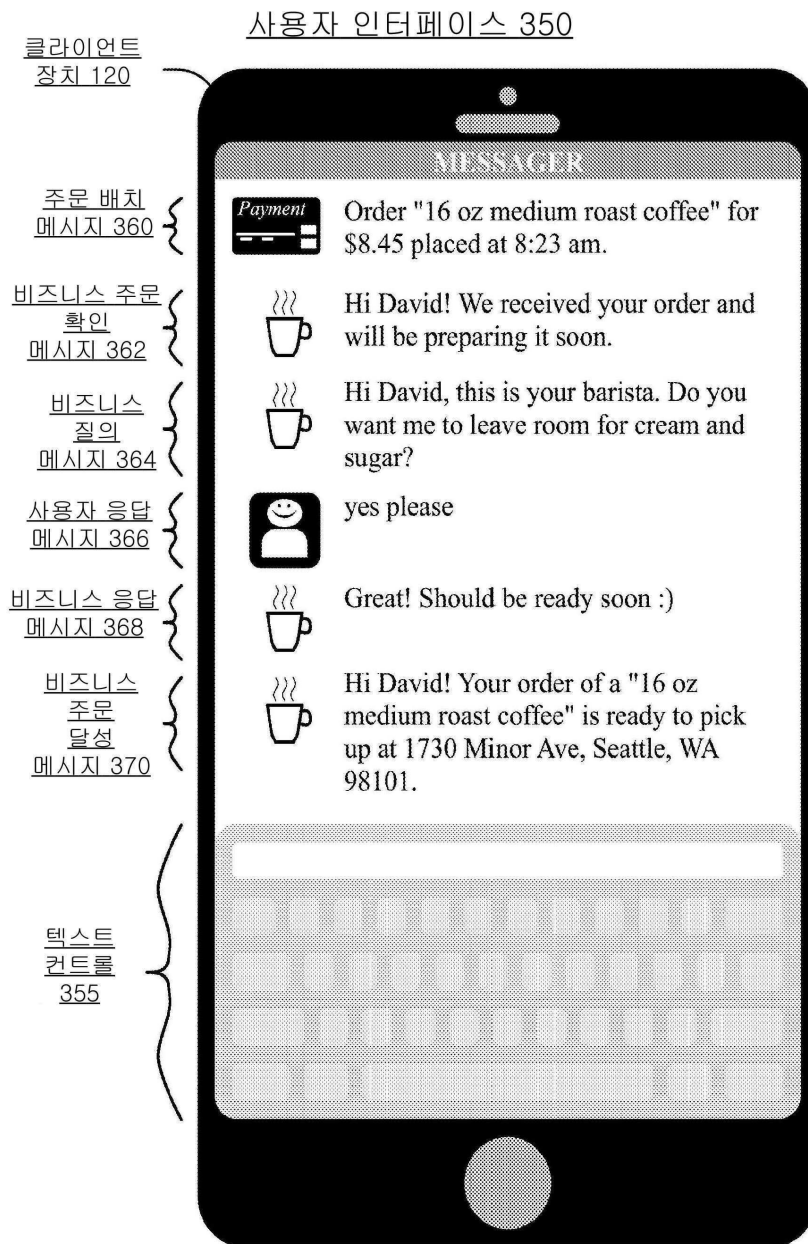 사용자 인터페이스 350
클라이언트
장치 120
MESSAGER
주문 배치
메시지 360
Payment
Order "16 oz medium roast coffee" for
$8.45 placed at 8:23 am.
비즈니스 주문
확인
메시지 362
Hi David! We received your order and
will be preparing it soon.
비즈니스
질의
메시지 364
Hi David, this is your barista. Do you
want me to leave room for cream and
sugar?
사용자 응답
메시지 366
yes please
비즈니스 응답
메시지 368
Great! Should be ready soon :)
비즈니스
주문
달성
메시지 370
Hi David! Your order of a "16 oz
medium roast coffee" is ready to pick
up at 1730 Minor Ave, Seattle, WA
98101.
텍스트
컨트롤
355